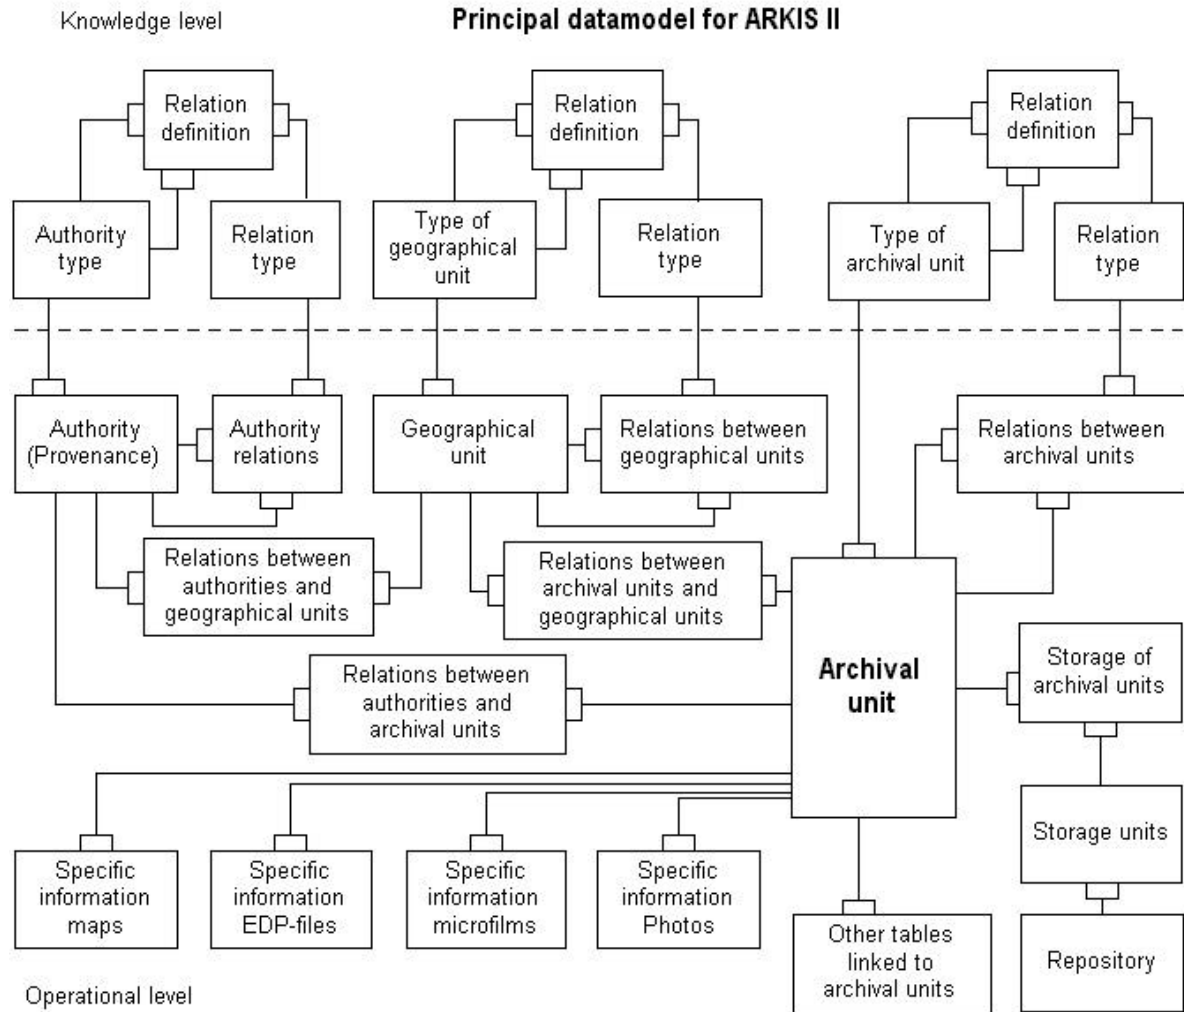 Knowledge level
Principal datamodel for ARKIS II
Relation
definition
Relation
definition
Relation
definition
Authority
type
Relation
type
Type of
geographical
unit
Relation
type
Type of
archival unit
Relation
type
Authority
(Provenance)
Authority
relations
Geographical
unit
Relations between
geographical units
Relations between
archival units
Relations between
authorities and
geographical units
Relations between
archival units and
geographical units
Archival
unit
Storage of
archival units
Relations between
authorities and
archival units
Storage units
Specific
information
maps
Specific
information
EDP-files
Specific
information
microfilms
Specific
information
Photos
Other tables
linked to
archival units
Repository
Operational level